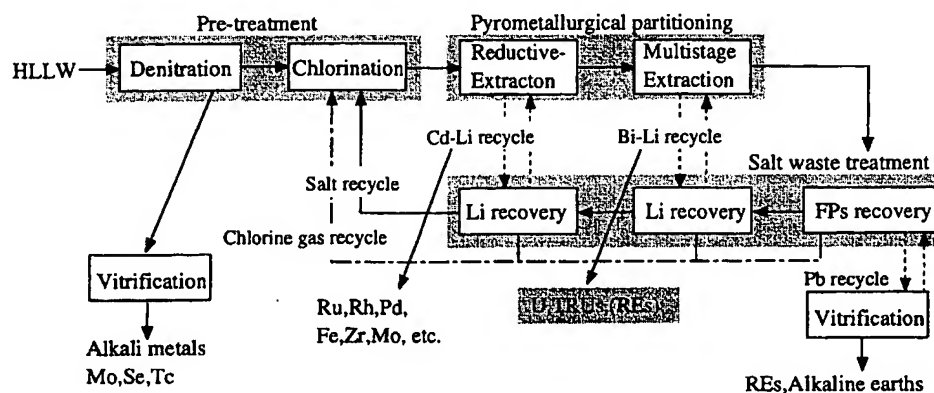 Pre-treatment
Pyrometallurgical partitioning
HLLW
Denitration
Chlorination
Reductive-
Extracton
Multistage
Extraction
Cd-Li recycle
Bi-Li recycle
Salt waste treatment
Salt recycle
Li recovery
Li recovery
FPs recovery
Chlorine gas recycle
Vitrification
Pb recycle
Ru,Rh,Pd,
Fe,Zr,Mo, etc.
U TRUs (REs)
Vitrification
Alkali metals
Mo,Se,Tc
REs,Alkaline earths